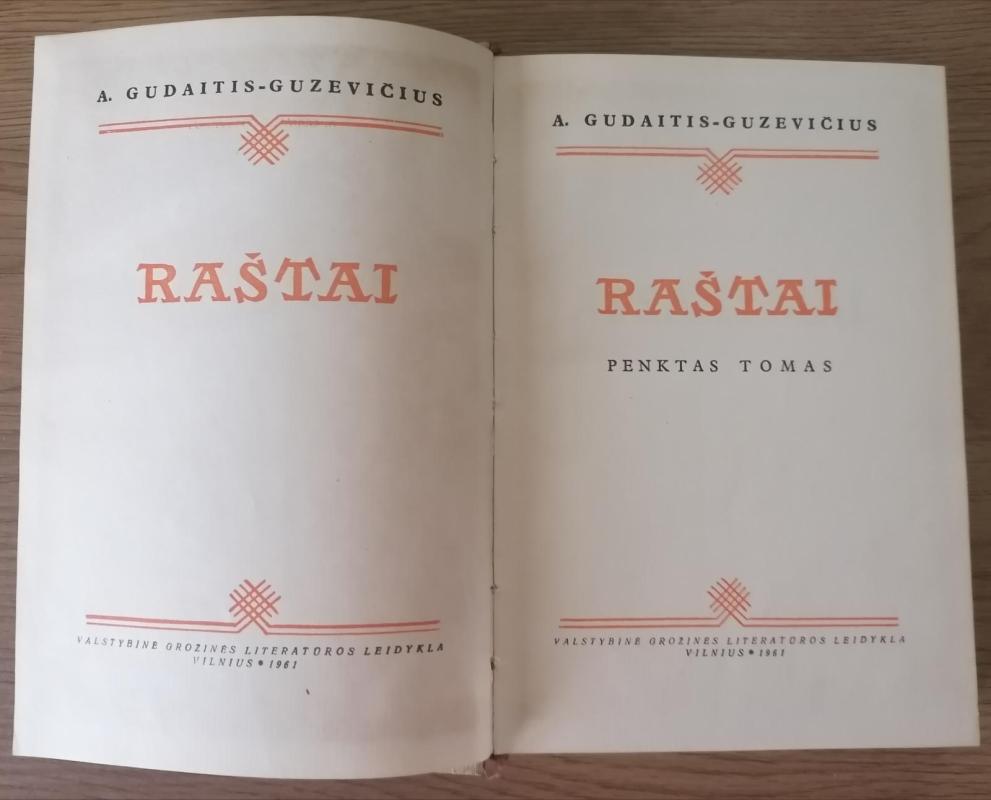 A. GUDAITIS-GUZEVIČIUS
RAŠTAI
VALSTYBINĖ GROŽINĖS LITERATŪROS LEIDYKLA
VILNIUS • 1961
A. GUDAITIS-GUZEVIČIUS
RAŠTAI
PENKTAS TOMAS
VALSTYBINĖ GROŽINĖS LITERATŪROS LEIDYKLA
VILNIUS • 1961